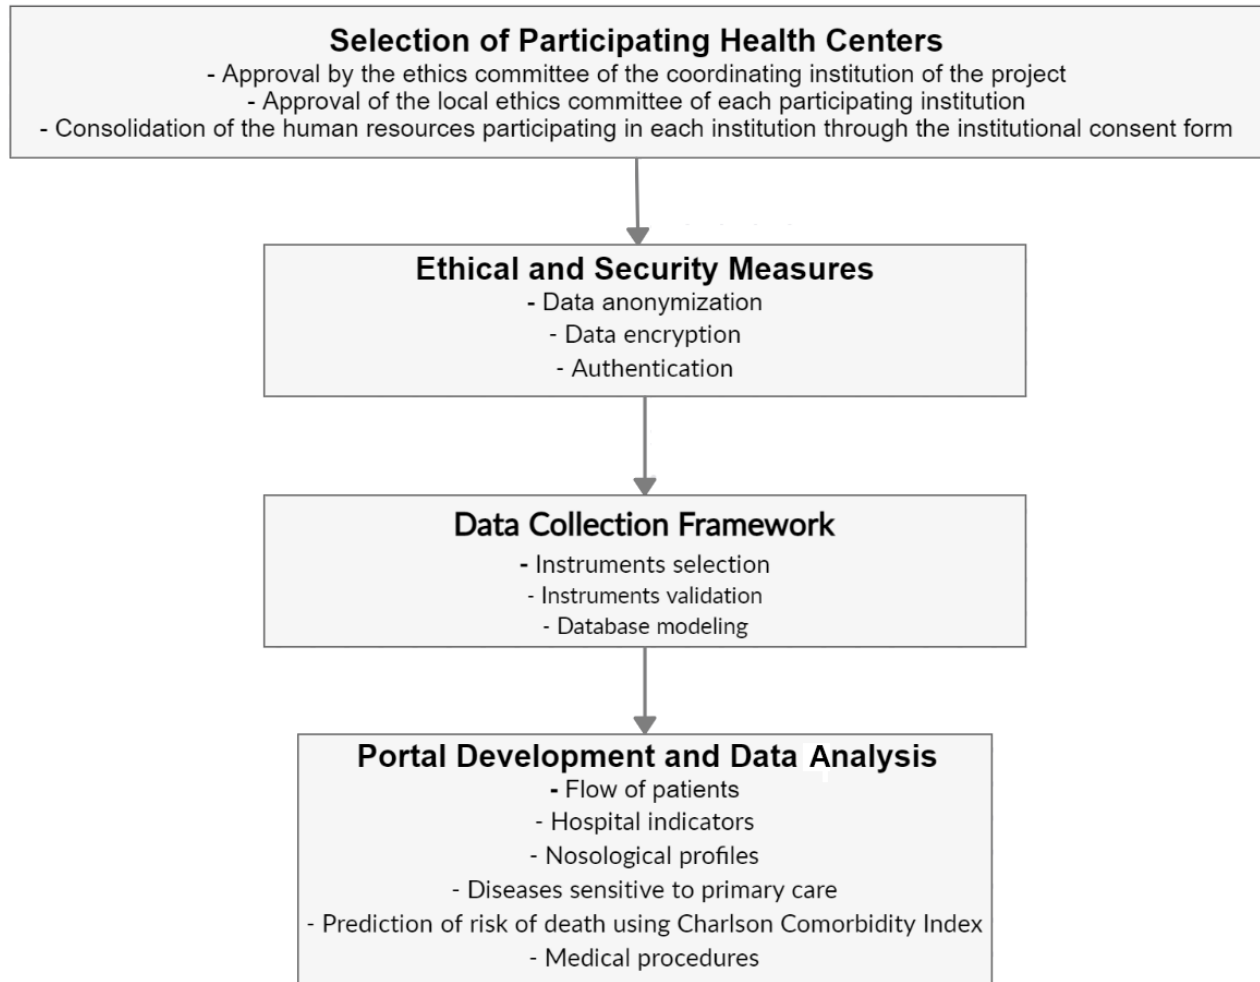 Selection of Participating Health Centers
- Approval by the ethics committee of the coordinating institution of the project
- Approval of the local ethics committee of each participating institution
- Consolidation of the human resources participating in each institution through the institutional consent form
Ethical and Security Measures
- Data anonymization
- Data encryption
- Authentication
Data Collection Framework
- Instruments selection
- Instruments validation
- Database modeling
Portal Development and Data Analysis
- Flow of patients
- Hospital indicators
- Nosological profiles
- Diseases sensitive to primary care
- Prediction of risk of death using Charlson Comorbidity Index
- Medical procedures